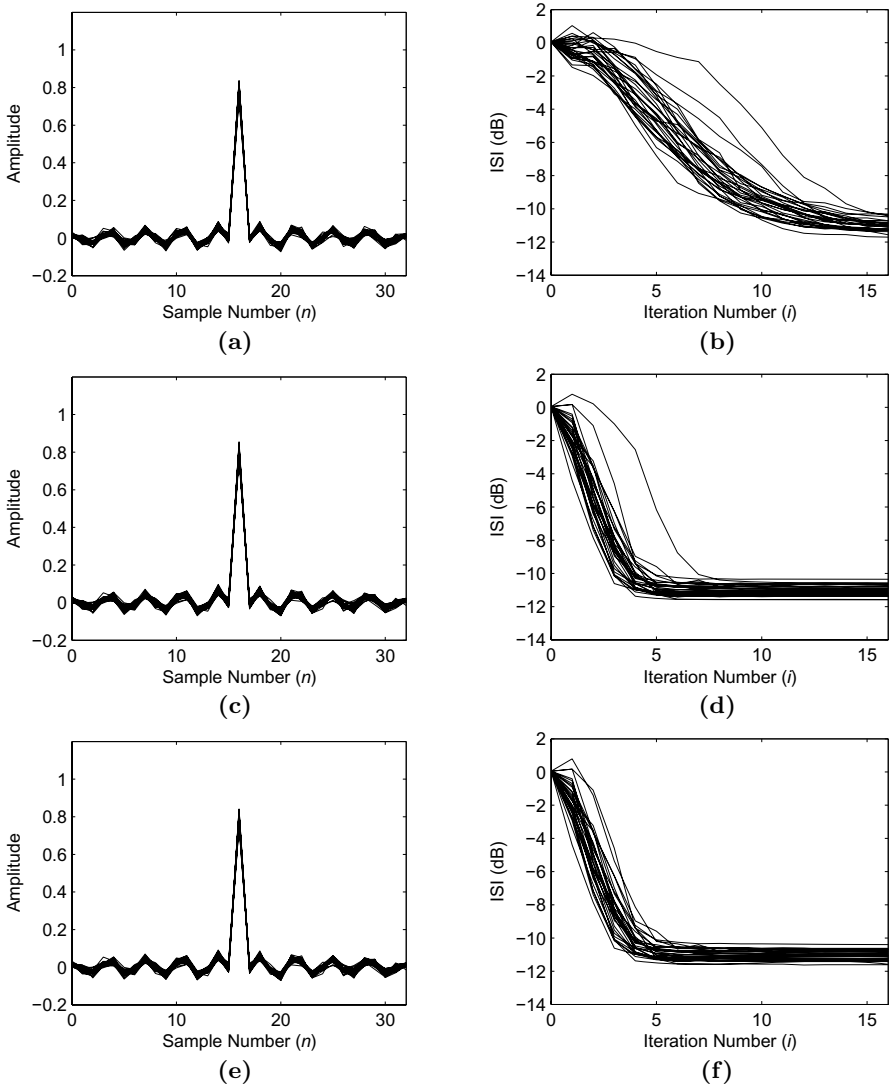 Amplitude
1
0.8
0.6
0.4
0.2
0
−0.2
0 10 20 30
Sample Number (n)
(a)
ISI (dB)
2
0
−2
−4
−6
−8
−10
−12
−14
0 5 10 15
Iteration Number (i)
(b)
Amplitude
1
0.8
0.6
0.4
0.2
0
−0.2
0 10 20 30
Sample Number (n)
(c)
ISI (dB)
2
0
−2
−4
−6
−8
−10
−12
−14
0 5 10 15
Iteration Number (i)
(d)
Amplitude
1
0.8
0.6
0.4
0.2
0
−0.2
0 10 20 30
Sample Number (n)
(e)
ISI (dB)
2
0
−2
−4
−6
−8
−10
−12
−14
0 5 10 15
Iteration Number (i)
(f)